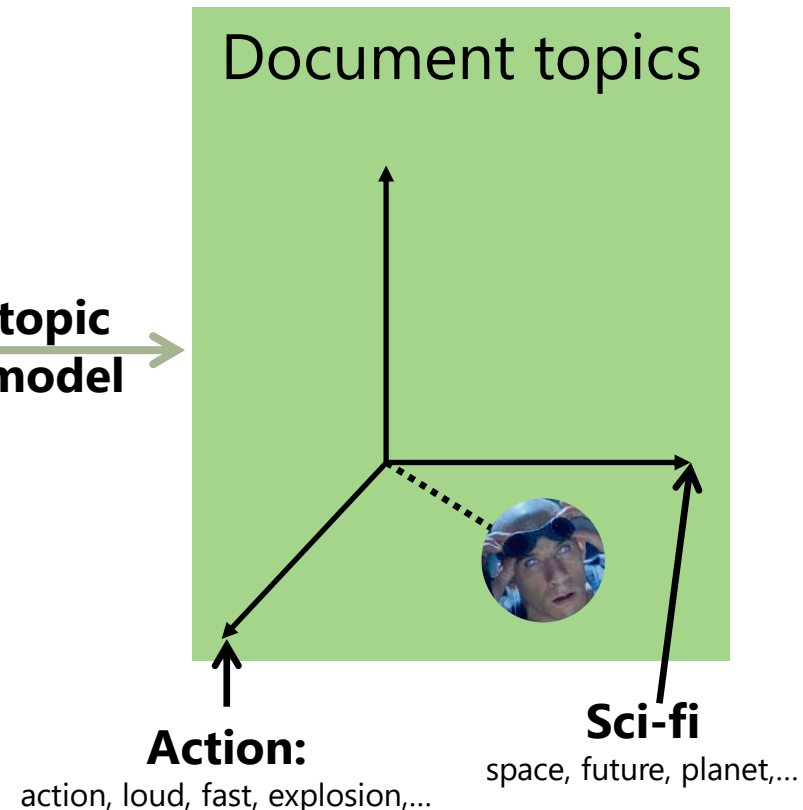 Document topics
topic
model
Action:
action, loud, fast, explosion,...
Sci-fi
space, future, planet,...